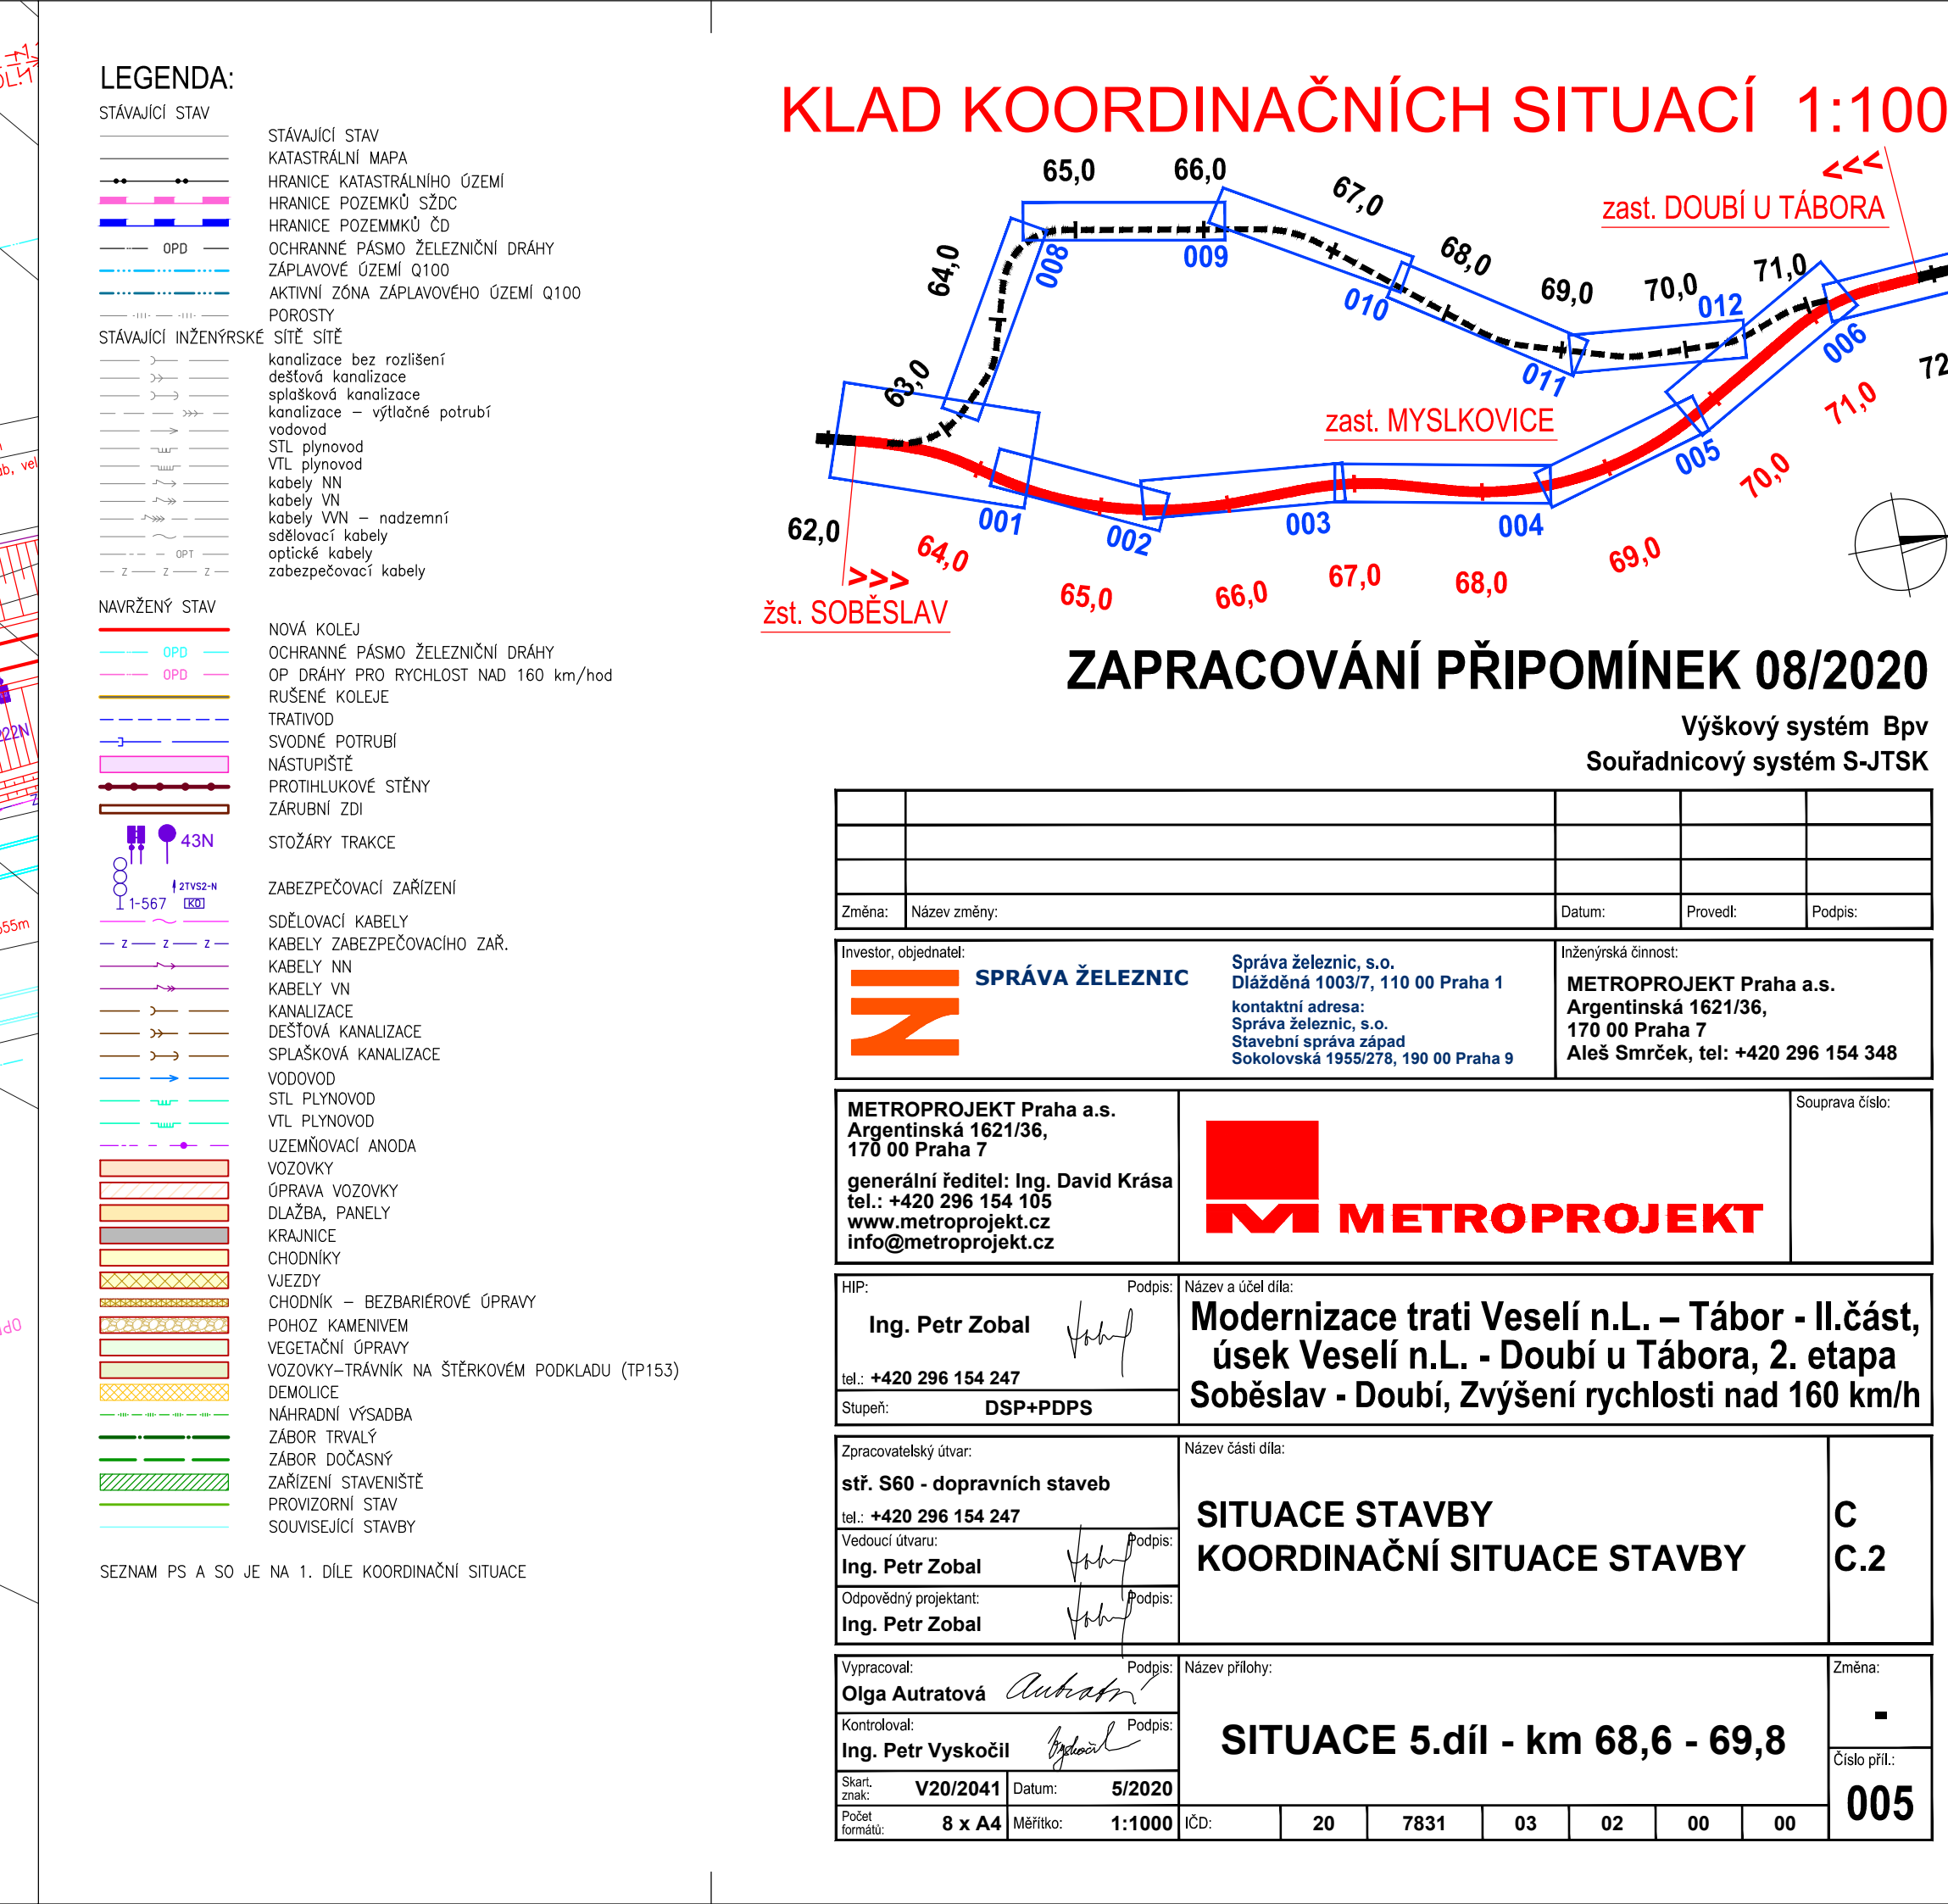 LEGENDA:
STÁVAJÍCÍ STAV
STÁVAJÍCÍ STAV
KATASTRÁLNÍ MAPA
HRANICE KATASTRÁLNÍHO ÚZEMÍ
HRANICE POZEMKŮ SŽDC
HRANICE POZEMMKŮ ČD
OPD OCHRANNÉ PÁSMO ŽELEZNIČNÍ DRÁHY
ZÁPLAVOVÉ ÚZEMÍ Q100
AKTIVNÍ ZÓNA ZÁPLAVOVÉHO ÚZEMÍ Q100
POROSTY
STÁVAJÍCÍ INŽENÝRSKÉ SÍTĚ SÍTĚ
kanalizace bez rozlišení
dešťová kanalizace
splašková kanalizace
kanalizace – výtlačné potrubí
vodovod
STL plynovod
VTL plynovod
kabely NN
kabely VN
kabely VVN – nadzemní
sdělovací kabely
OPT optické kabely
Z Z Z zabezpečovací kabely
NAVRŽENÝ STAV
NOVÁ KOLEJ
OPD OCHRANNÉ PÁSMO ŽELEZNIČNÍ DRÁHY
OPD OP DRÁHY PRO RYCHLOST NAD 160 km/hod
RUŠENÉ KOLEJE
TRATIVOD
SVODNÉ POTRUBÍ
NÁSTUPIŠTĚ
PROTIHLUKOVÉ STĚNY
ZÁRUBNÍ ZDI
43N STOŽÁRY TRAKCE
2TVS2-N
1-567 KO ZABEZPEČOVACÍ ZAŘÍZENÍ
SDĚLOVACÍ KABELY
Z Z Z KABELY ZABEZPEČOVACÍHO ZAŘ.
KABELY NN
KABELY VN
KANALIZACE
DEŠŤOVÁ KANALIZACE
SPLAŠKOVÁ KANALIZACE
VODOVOD
STL PLYNOVOD
VTL PLYNOVOD
UZEMŇOVACÍ ANODA
VOZOVKY
ÚPRAVA VOZOVKY
DLAŽBA, PANELY
KRAJNICE
CHODNÍKY
VJEZDY
CHODNÍK – BEZBARIÉROVÉ ÚPRAVY
POHOZ KAMENIVEM
VEGETAČNÍ ÚPRAVY
VOZOVKY–TRÁVNÍK NA ŠTĚRKOVÉM PODKLADU (TP153)
DEMOLICE
NÁHRADNÍ VÝSADBA
ZÁBOR TRVALÝ
ZÁBOR DOČASNÝ
ZAŘÍZENÍ STAVENIŠTĚ
PROVIZORNÍ STAV
SOUVISEJÍCÍ STAVBY
SEZNAM PS A SO JE NA 1. DÍLE KOORDINAČNÍ SITUACE
KLAD KOORDINAČNÍCH SITUACÍ 1:100
65,0 66,0 67,0 68,0 69,0 70,0 71,0 72
64,0 63,0 62,0
<<<
zast. DOUBÍ U TÁBORA
008 009 010 011 012 006
zast. MYSLKOVICE
001 002 003 004 005
64,0 65,0 66,0 67,0 68,0 69,0 70,0 71,0
>>>
žst. SOBĚSLAV
ZAPRACOVÁNÍ PŘIPOMÍNEK 08/2020
Výškový systém Bpv
Souřadnicový systém S-JTSK
Změna: Název změny: Datum: Provedl: Podpis:
Investor, objednatel:
SPRÁVA ŽELEZNIC
Správa železnic, s.o.
Dlážděná 1003/7, 110 00 Praha 1
kontaktní adresa:
Správa železnic, s.o.
Stavební správa západ
Sokolovská 1955/278, 190 00 Praha 9
Inženýrská činnost:
METROPROJEKT Praha a.s.
Argentinská 1621/36,
170 00 Praha 7
Aleš Smrček, tel: +420 296 154 348
METROPROJEKT Praha a.s.
Argentinská 1621/36,
170 00 Praha 7
generální ředitel: Ing. David Krása
tel.: +420 296 154 105
www.metroprojekt.cz
info@metroprojekt.cz
METROPROJEKT
Souprava číslo:
HIP: Podpis:
Ing. Petr Zobal
tel.: +420 296 154 247
Stupeň: DSP+PDPS
Název a účel díla:
Modernizace trati Veselí n.L. – Tábor - II.část,
úsek Veselí n.L. - Doubí u Tábora, 2. etapa
Soběslav - Doubí, Zvýšení rychlosti nad 160 km/h
Zpracovatelský útvar:
stř. S60 - dopravních staveb
tel.: +420 296 154 247
Vedoucí útvaru: Podpis:
Ing. Petr Zobal
Odpovědný projektant: Podpis:
Ing. Petr Zobal
Název části díla:
SITUACE STAVBY C
KOORDINAČNÍ SITUACE STAVBY C.2
Vypracoval: Podpis:
Olga Autratová
Kontroloval: Podpis:
Ing. Petr Vyskočil
Skart. znak: V20/2041 Datum: 5/2020
Počet formátů: 8 x A4 Měřítko: 1:1000
Název přílohy:
SITUACE 5.díl - km 68,6 - 69,8
Změna:
-
Číslo příl.:
005
IČD: 20 7831 03 02 00 00